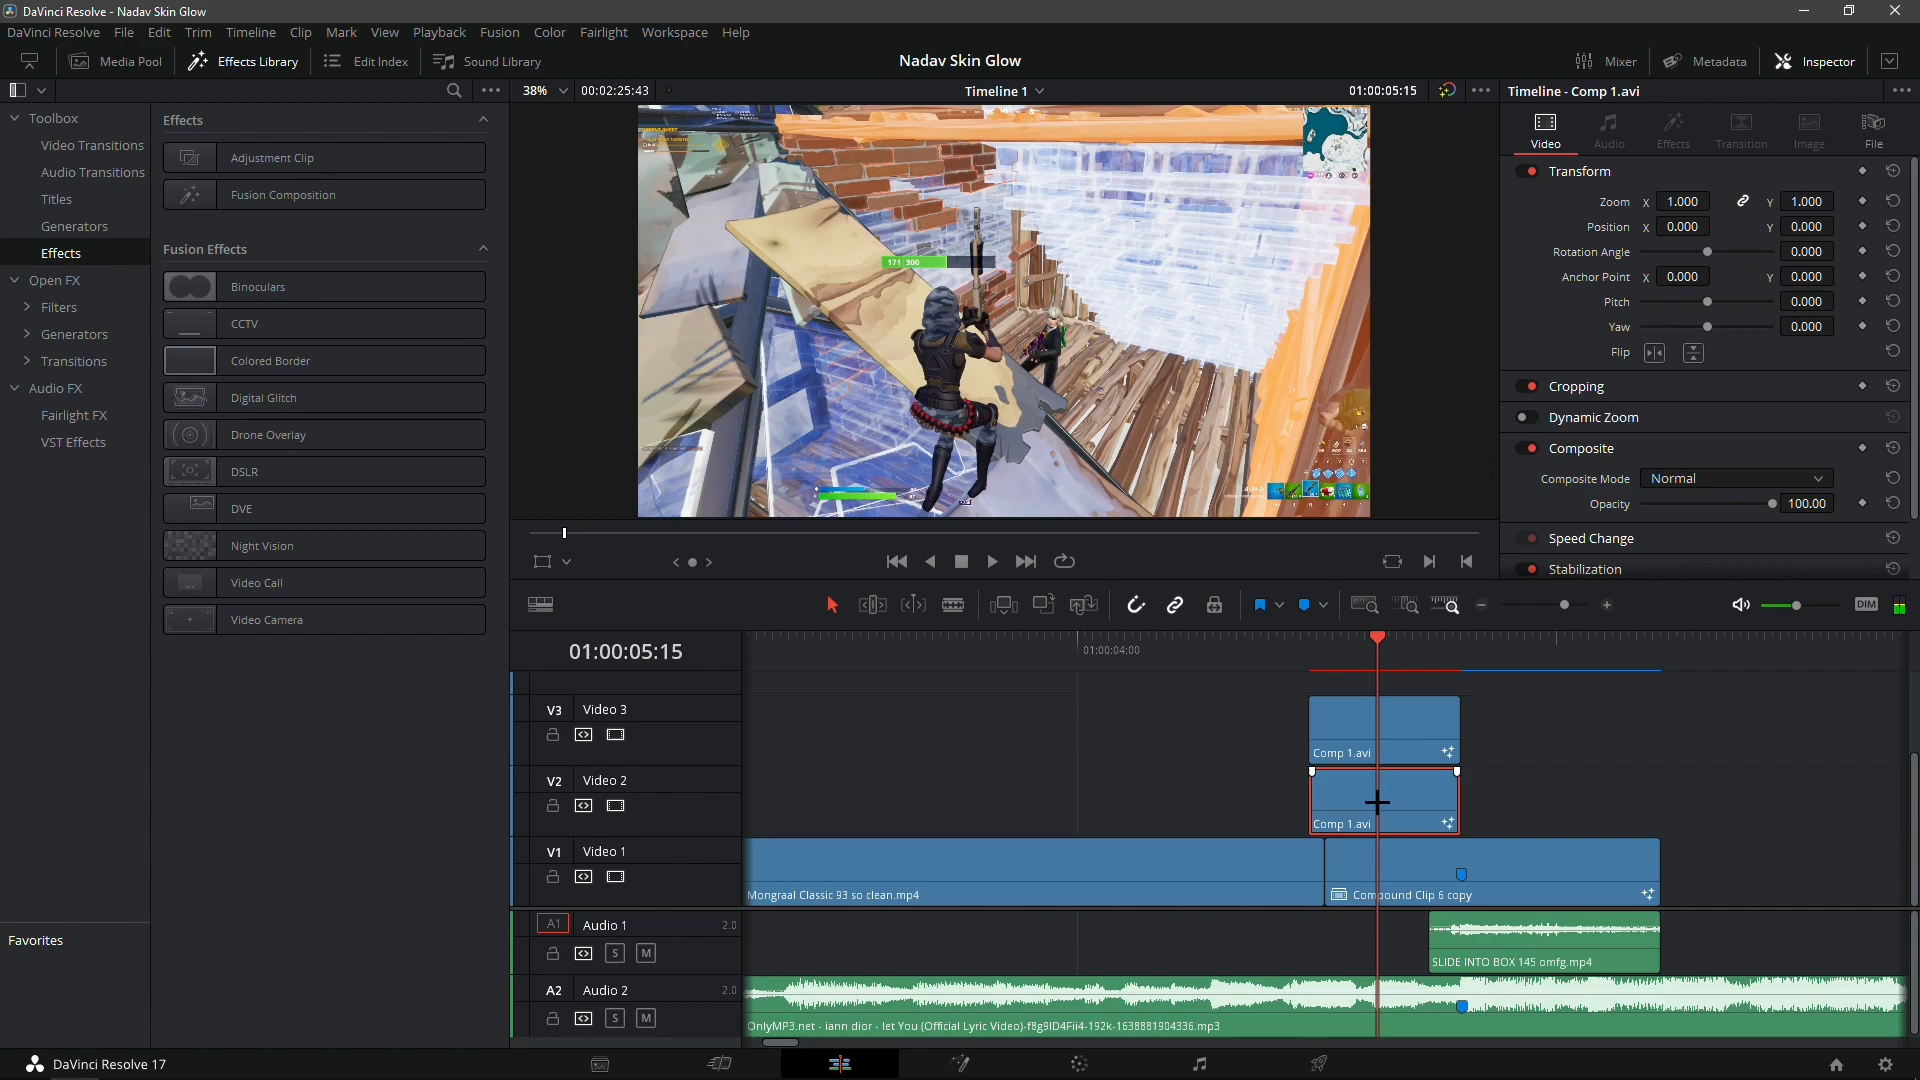 DaVinci Resolve - Nadav Skin Glow
DaVinci Resolve File Edit Trim Timeline Clip Mark View Playback Fusion Color Fairlight Workspace Help
Media Pool Effects Library Edit Index Sound Library Nadav Skin Glow Mixer Metadata Inspector
38% 00:02:25:43 Timeline 1 01:00:05:15 Timeline - Comp 1.avi
Toolbox
Video Transitions
Audio Transitions
Titles
Generators
Effects
Open FX
Filters
Generators
Transitions
Audio FX
Fairlight FX
VST Effects
Favorites
Effects
Adjustment Clip
Fusion Composition
Fusion Effects
Binoculars
CCTV
Colored Border
Digital Glitch
Drone Overlay
DSLR
DVE
Night Vision
Video Call
Video Camera
171 300
Video Audio Effects Transition Image File
Transform
Zoom X 1.000 Y 1.000
Position X 0.000 Y 0.000
Rotation Angle 0.000
Anchor Point X 0.000 Y 0.000
Pitch 0.000
Yaw 0.000
Flip
Cropping
Dynamic Zoom
Composite
Composite Mode Normal
Opacity 100.00
Speed Change
Stabilization
DIM
01:00:05:15 01:00:04:00
V3 Video 3
Comp 1.avi
V2 Video 2
Comp 1.avi
V1 Video 1
Mongraal Classic 93 so clean.mp4 Compound Clip 6 copy
A1 Audio 1 2.0
S M
SLIDE INTO BOX 145 omfg.mp4
A2 Audio 2 2.0
S M
OnlyMP3.net - iann dior - let You (Official Lyric Video)-f8g9ID4Fii4-192k-1638881904336.mp3
DaVinci Resolve 17